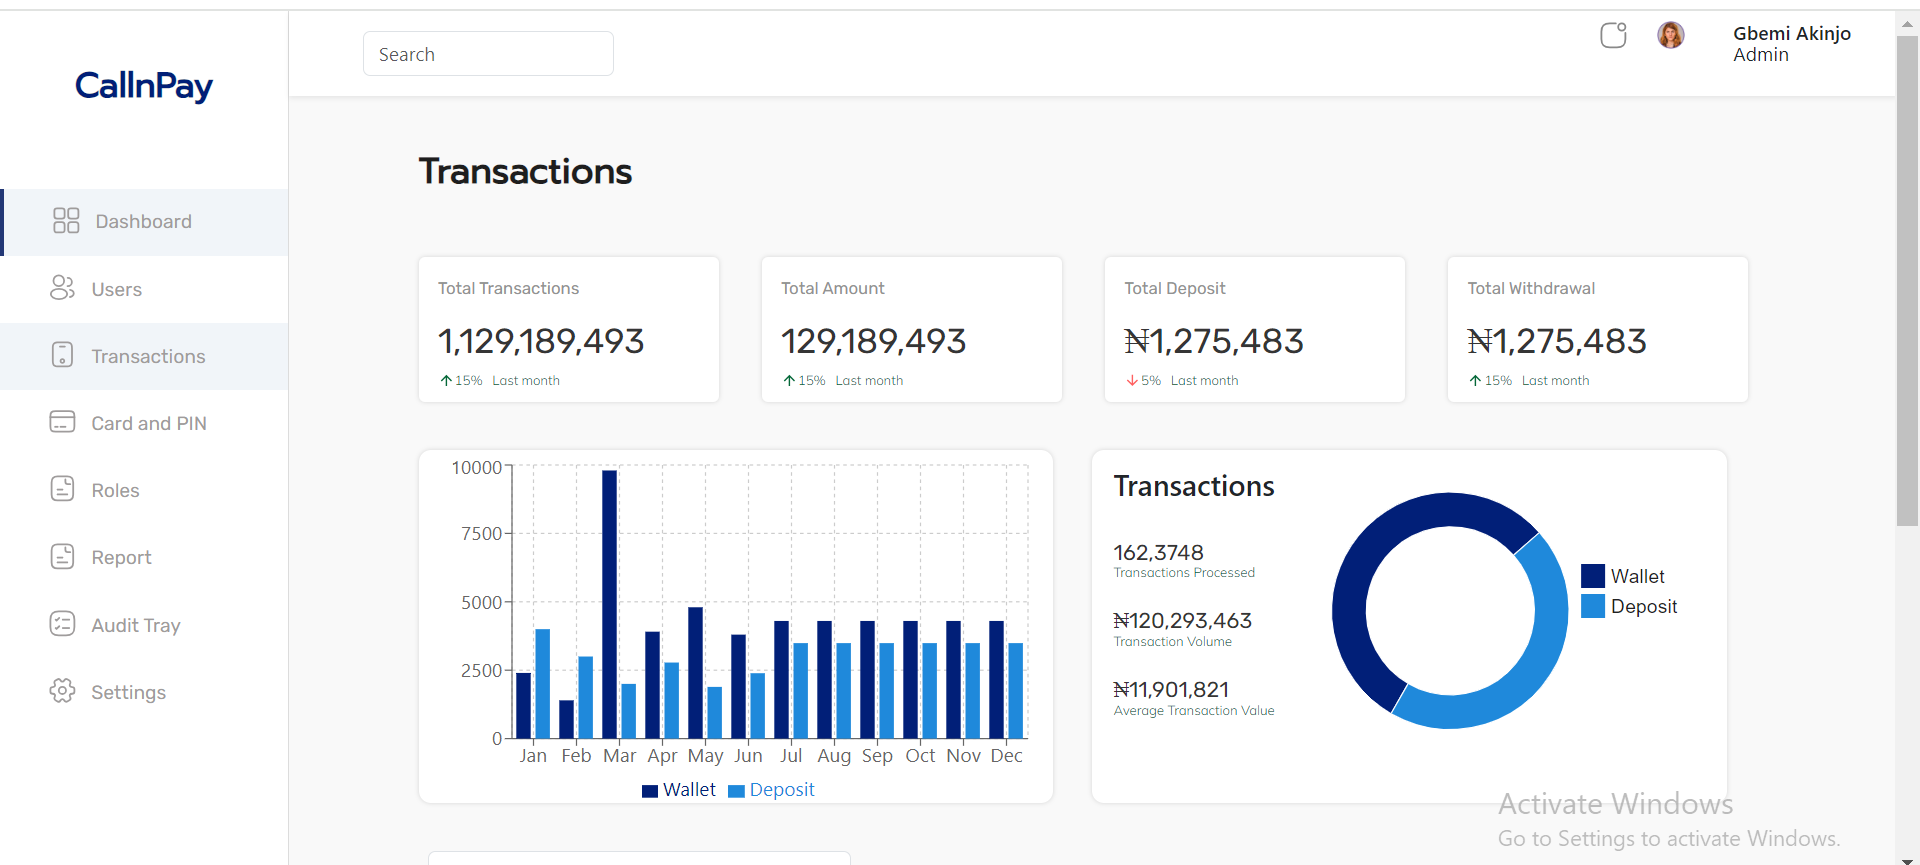 CallnPay
Search
Gbemi Akinjo
Admin
Dashboard
Users
Transactions
Card and PIN
Roles
Report
Audit Tray
Settings
Transactions
Total Transactions
1,129,189,493
15% Last month
Total Amount
129,189,493
15% Last month
Total Deposit
₦1,275,483
5% Last month
Total Withdrawal
₦1,275,483
15% Last month
10000
7500
5000
2500
0
Jan Feb Mar Apr May Jun Jul Aug Sep Oct Nov Dec
Wallet Deposit
Transactions
162,3748
Transactions Processed
₦120,293,463
Transaction Volume
₦11,901,821
Average Transaction Value
Wallet
Deposit
Activate Windows
Go to Settings to activate Windows.